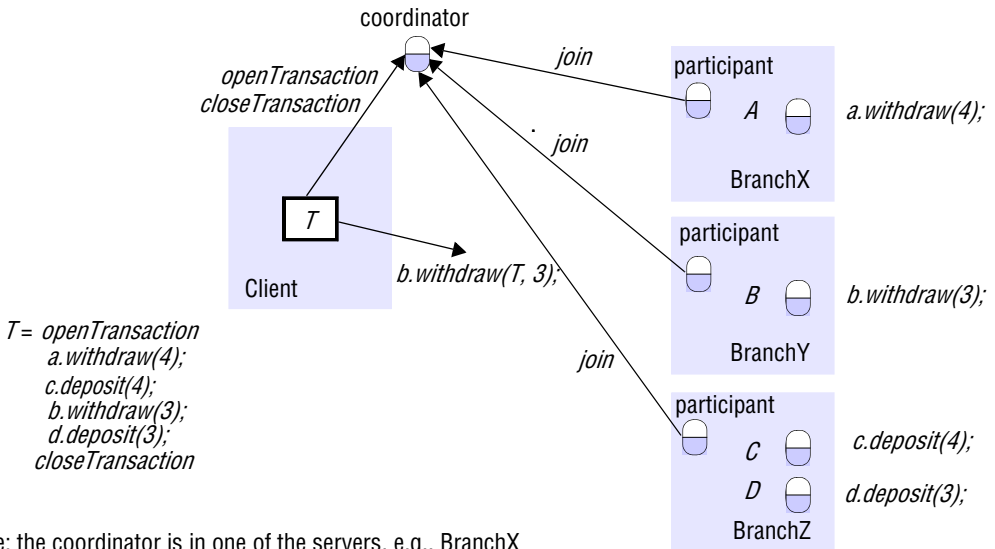 coordinator
join
participant
openTransaction
closeTransaction
A
a.withdraw(4);
.
join
BranchX
participant
T
b.withdraw(T, 3);
Client
B
b.withdraw(3);
T = openTransaction
a.withdraw(4);
c.deposit(4);
b.withdraw(3);
d.deposit(3);
closeTransaction
BranchY
join
participant
C
c.deposit(4);
D
d.deposit(3);
BranchZ
the coordinator is in one of the servers, e.g., BranchX